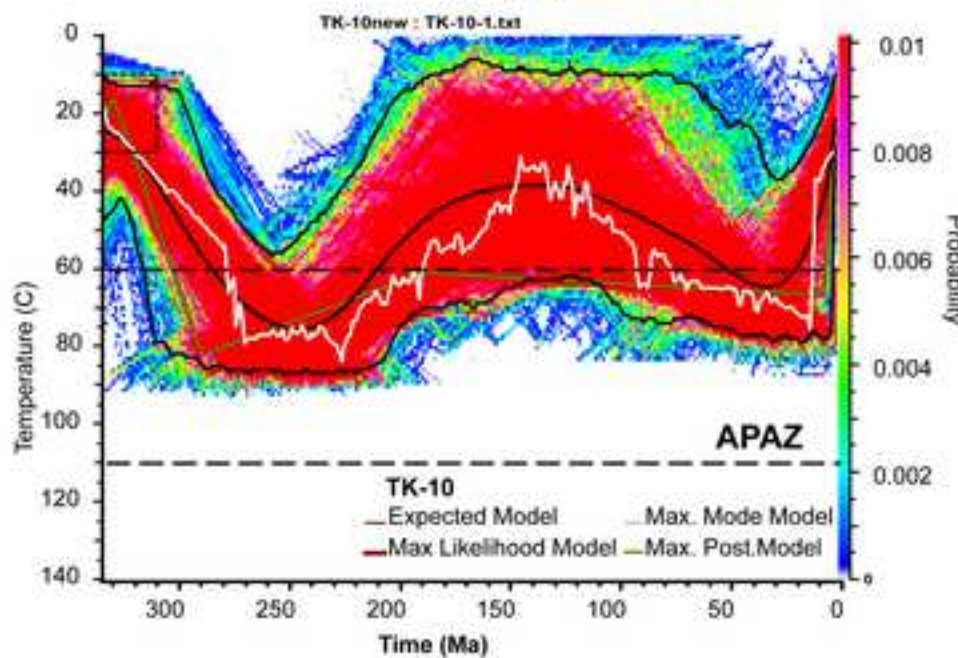 TK-10new : TK-10-1.txt
0
20
40
60
80
100
120
140
Temperature (C)
300
250
200
150
100
50
0
Time (Ma)
0.01
0.008
0.006
0.004
0.002
0
Probability
APAZ
TK-10
Expected Model
Max. Mode Model
Max Likelihood Model
Max. Post.Model